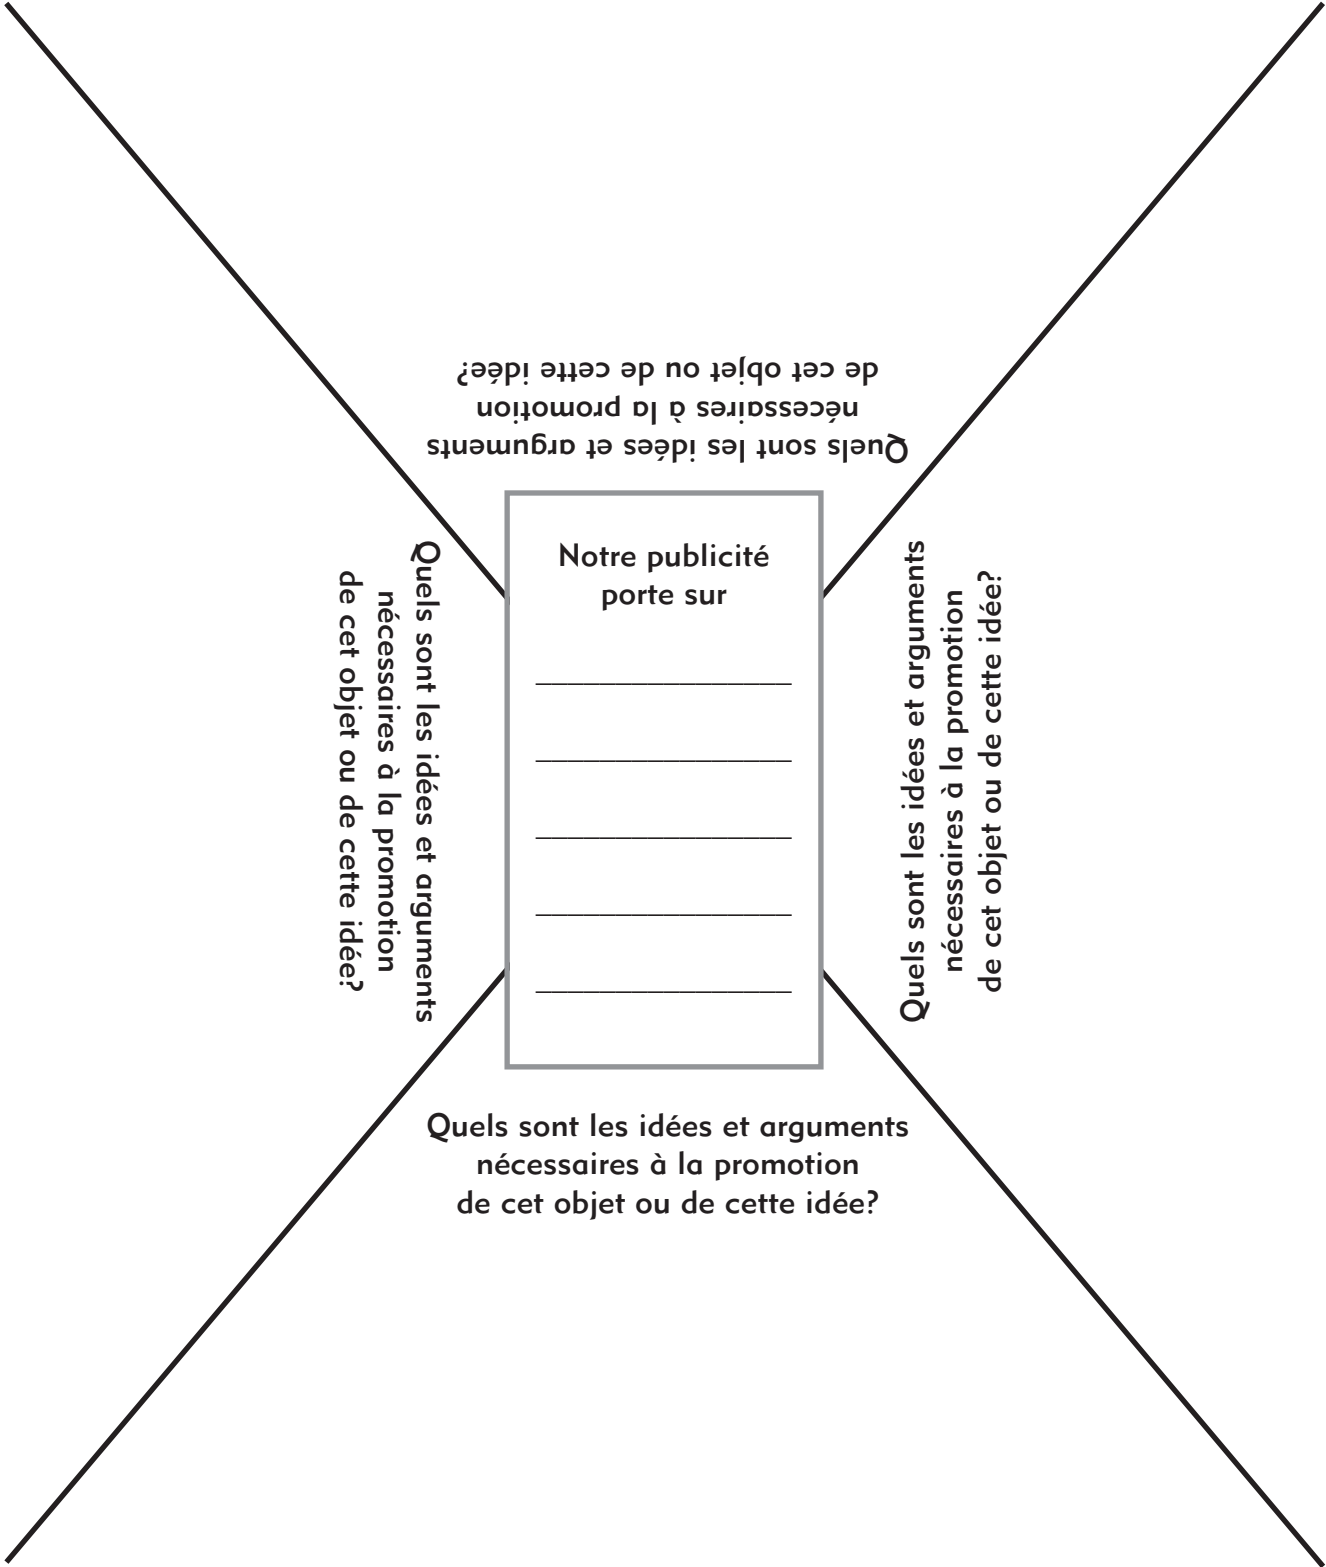 Quels sont les idées et arguments
nécessaires à la promotion
de cet objet ou de cette idée?
Quels sont les idées et arguments
nécessaires à la promotion
de cet objet ou de cette idée?
Notre publicité
porte sur
Quels sont les idées et arguments
nécessaires à la promotion
de cet objet ou de cette idée?
Quels sont les idées et arguments
nécessaires à la promotion
de cet objet ou de cette idée?